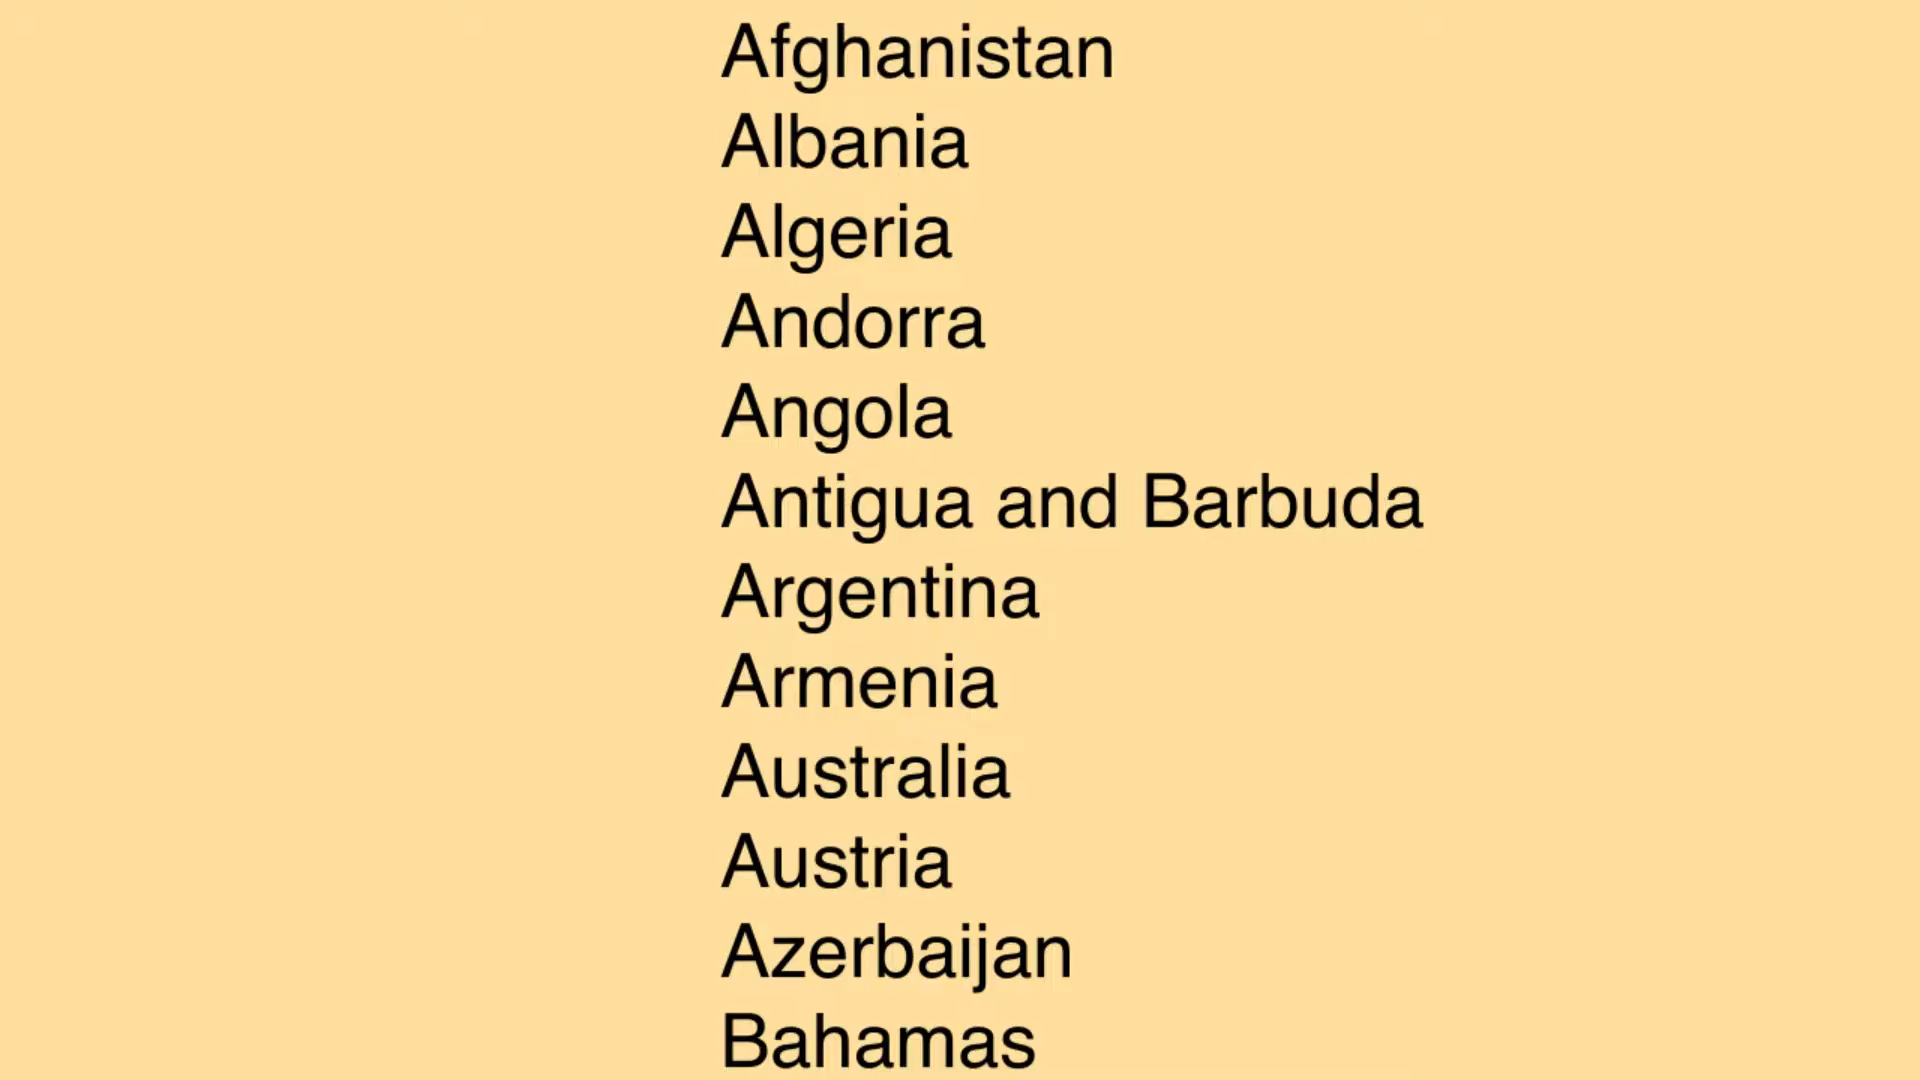 Afghanistan
Albania
Algeria
Andorra
Angola
Antigua and Barbuda
Argentina
Armenia
Australia
Austria
Azerbaijan
Bahamas